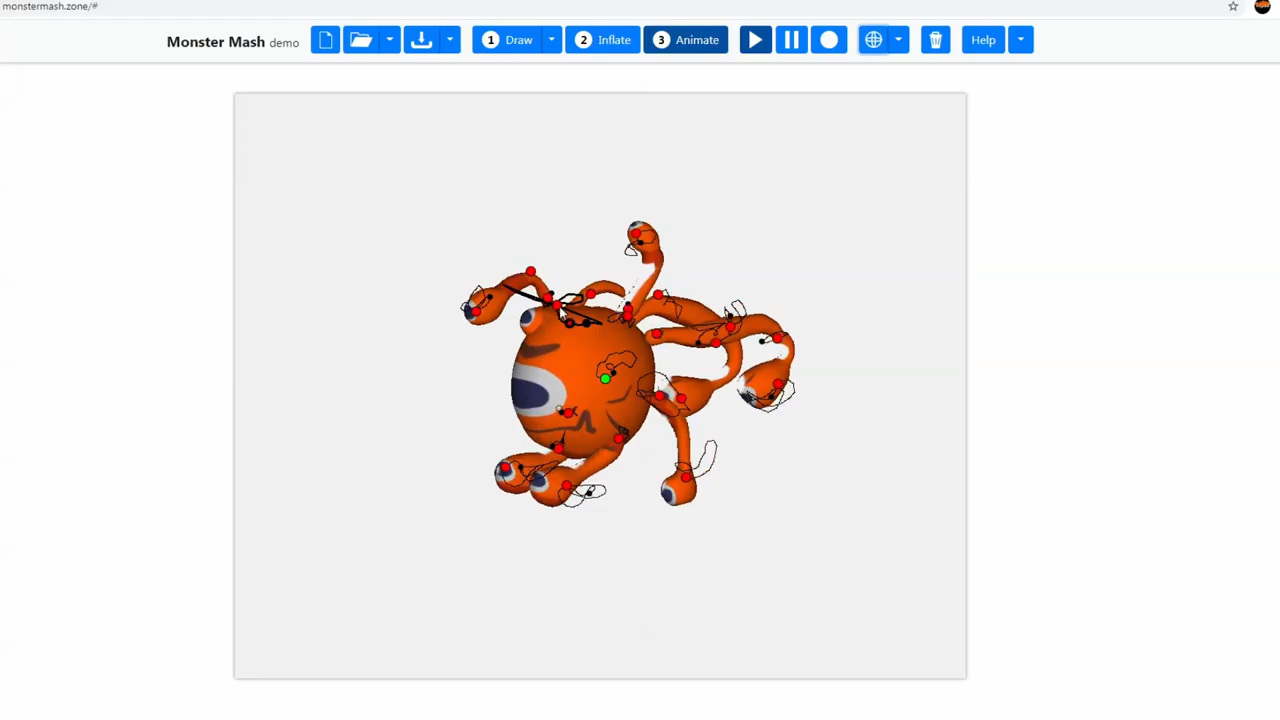 monstermash.zone/#
Monster Mash demo 1 Draw 2 Inflate 3 Animate Help